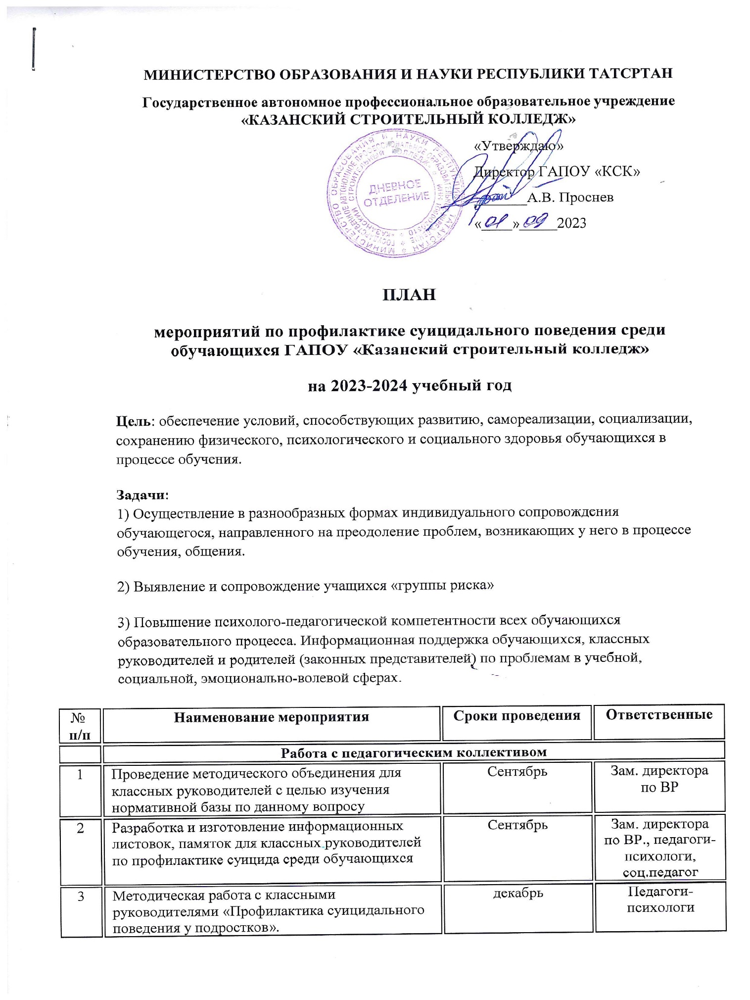 МИНИСТЕРСТВО ОБРАЗОВАНИЯ И НАУКИ РЕСПУБЛИКИ ТАТСРТАН
Государственное автономное профессиональное образовательное учреждение
«КАЗАНСКИЙ СТРОИТЕЛЬНЫЙ КОЛЛЕДЖ»
МИНИСТЕРСТВО ОБРАЗОВАНИЯ И НАУКИ РЕСПУБЛИКИ ТАТАРСТАН
ДНЕВНОЕ
ОТДЕЛЕНИЕ
«Утверждаю»
Директор ГАПОУ «КСК»
_______А.В. Проснев
«01»09 2023
ПЛАН
мероприятий по профилактике суицидального поведения среди
обучающихся ГАПОУ «Казанский строительный колледж»
на 2023-2024 учебный год
Цель: обеспечение условий, способствующих развитию, самореализации, социализации,
сохранению физического, психологического и социального здоровья обучающихся в
процессе обучения.
Задачи:
1) Осуществление в разнообразных формах индивидуального сопровождения
обучающегося, направленного на преодоление проблем, возникающих у него в процессе
обучения, общения.
2) Выявление и сопровождение учащихся «группы риска»
3) Повышение психолого-педагогической компетентности всех обучающихся
образовательного процесса. Информационная поддержка обучающихся, классных
руководителей и родителей (законных представителей) по проблемам в учебной,
социальной, эмоционально-волевой сферах.
№
п/п
Наименование мероприятия
Сроки проведения
Ответственные
Работа с педагогическим коллективом
1
Проведение методического объединения для
классных руководителей с целью изучения
нормативной базы по данному вопросу
Сентябрь
Зам. директора
по ВР
2
Разработка и изготовление информационных
листовок, памяток для классных руководителей
по профилактике суицида среди обучающихся
Сентябрь
Зам. директора
по ВР., педагоги-
психологи,
соц.педагог
3
Методическая работа с классными
руководителями «Профилактика суицидального
поведения у подростков».
декабрь
Педагоги-
психологи